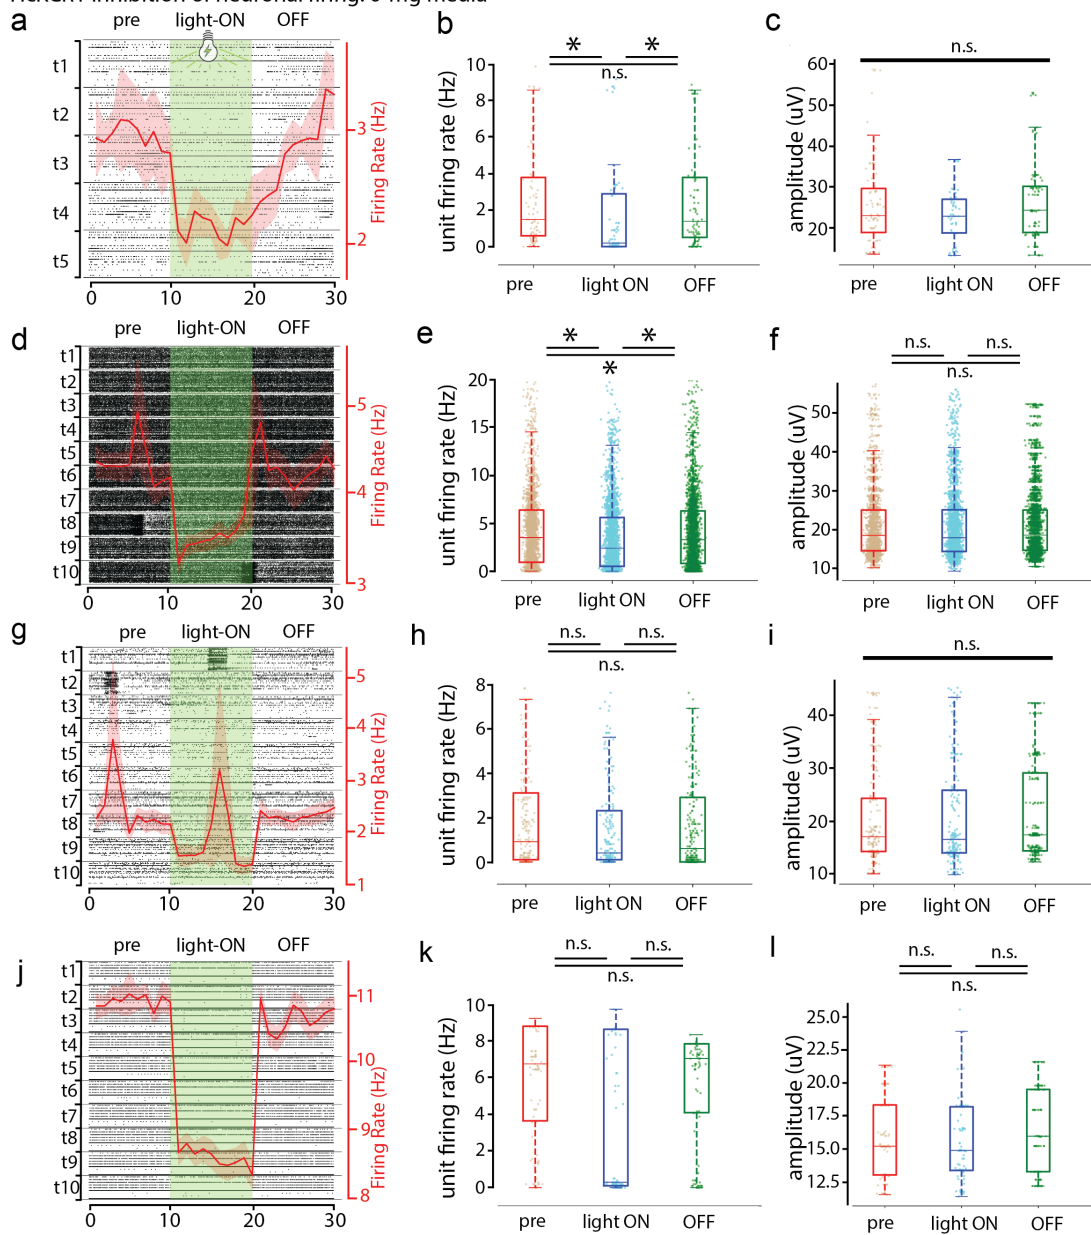 a
pre light-ON OFF
t1
t2
t3
t4
t5
3
2
Firing Rate (Hz)
0 10 20 30
b
* *
n.s.
unit firing rate (Hz)
10
8
6
4
2
0
pre light ON OFF
c
n.s.
amplitude (uV)
60
50
40
30
20
pre light ON OFF
d
pre light-ON OFF
t1
t2
t3
t4
t5
t6
t7
t8
t9
t10
5
4
3
Firing Rate (Hz)
0 10 20 30
e
* *
*
unit firing rate (Hz)
20
15
10
5
0
pre light ON OFF
f
n.s. n.s.
n.s.
amplitude (uV)
50
40
30
20
10
pre light ON OFF
g
pre light-ON OFF
t1
t2
t3
t4
t5
t6
t7
t8
t9
t10
5
4
3
2
1
Firing Rate (Hz)
0 10 20 30
h
n.s. n.s.
n.s.
unit firing rate (Hz)
8
6
4
2
0
pre light ON OFF
i
n.s.
amplitude (uV)
40
30
20
10
pre light ON OFF
j
pre light-ON OFF
t1
t2
t3
t4
t5
t6
t7
t8
t9
t10
11
10
9
8
Firing Rate (Hz)
0 10 20 30
k
n.s. n.s.
n.s.
unit firing rate (Hz)
10
8
6
4
2
0
pre light ON OFF
l
n.s. n.s.
n.s.
amplitude (uV)
25.0
22.5
20.0
17.5
15.0
12.5
pre light ON OFF